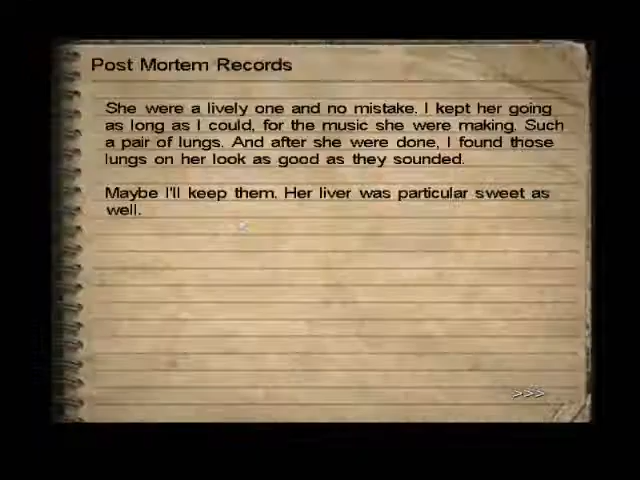 Post Mortem Records
She were a lively one and no mistake. I kept her going
as long as I could, for the music she were making. Such
a pair of lungs. And after she were done, I found those
lungs on her look as good as they sounded.
Maybe I'll keep them. Her liver was particular sweet as
well.
>>>